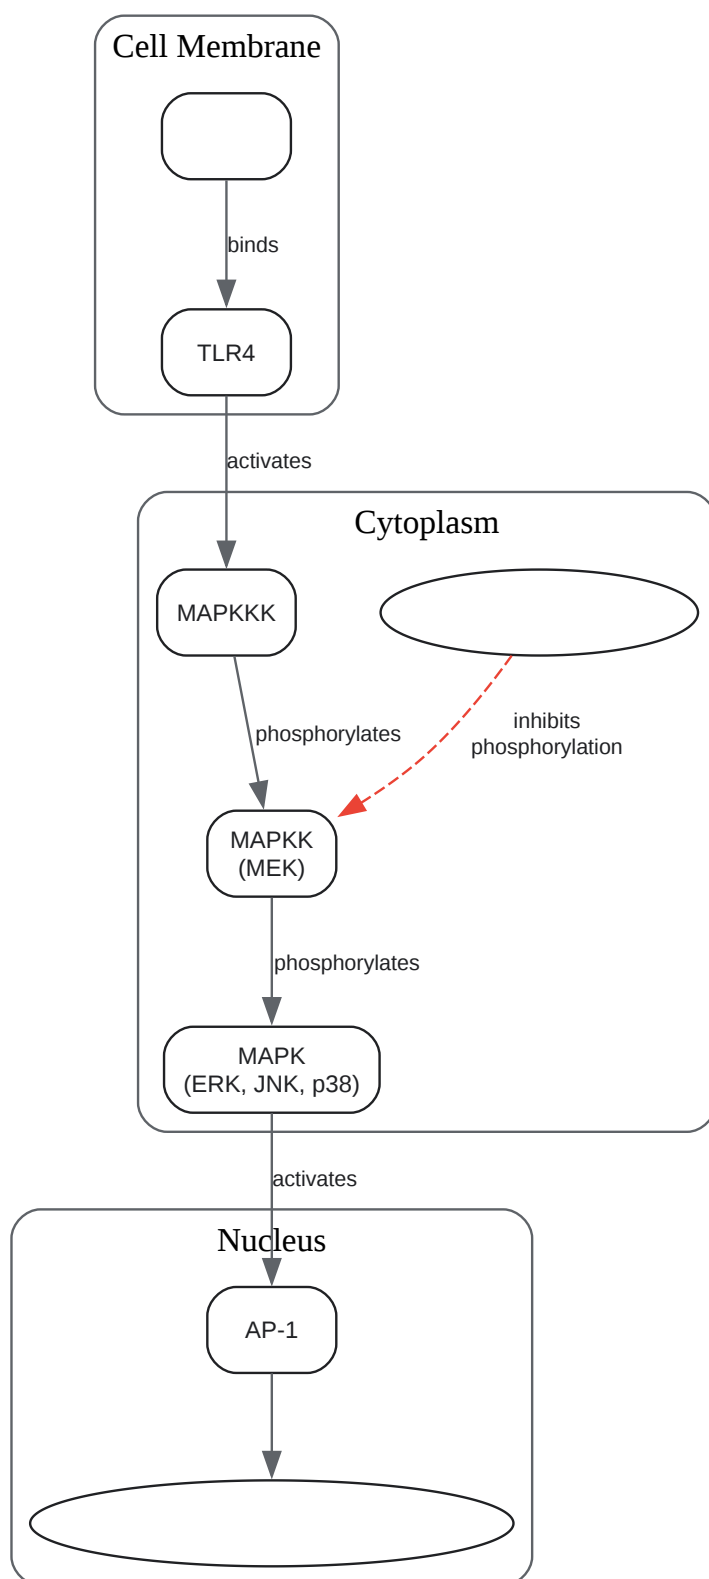 Cell Membrane
binds
TLR4
activates
Cytoplasm
MAPKKK
phosphorylates
inhibits
phosphorylation
MAPKK
(MEK)
phosphorylates
MAPK
(ERK, JNK, p38)
activates
Nucleus
AP-1